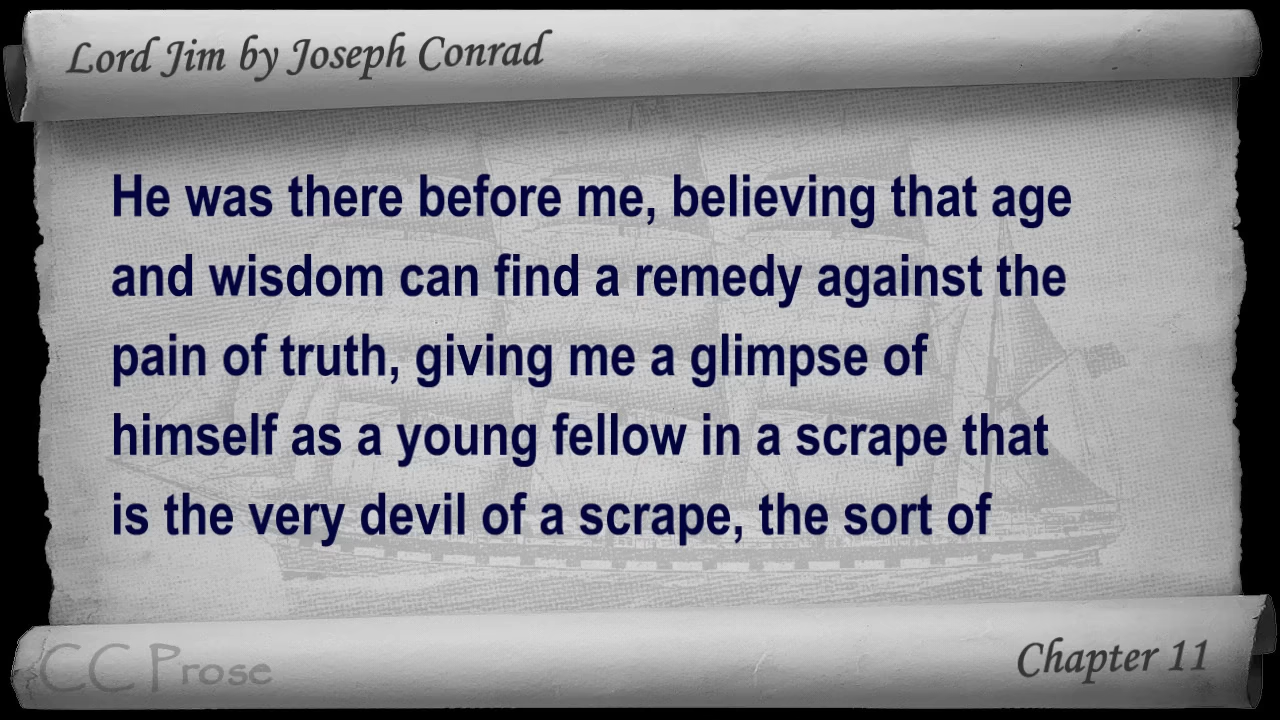 Lord Jim by Joseph Conrad
He was there before me, believing that age
and wisdom can find a remedy against the
pain of truth, giving me a glimpse of
himself as a young fellow in a scrape that
is the very devil of a scrape, the sort of
CC Prose
Chapter 11